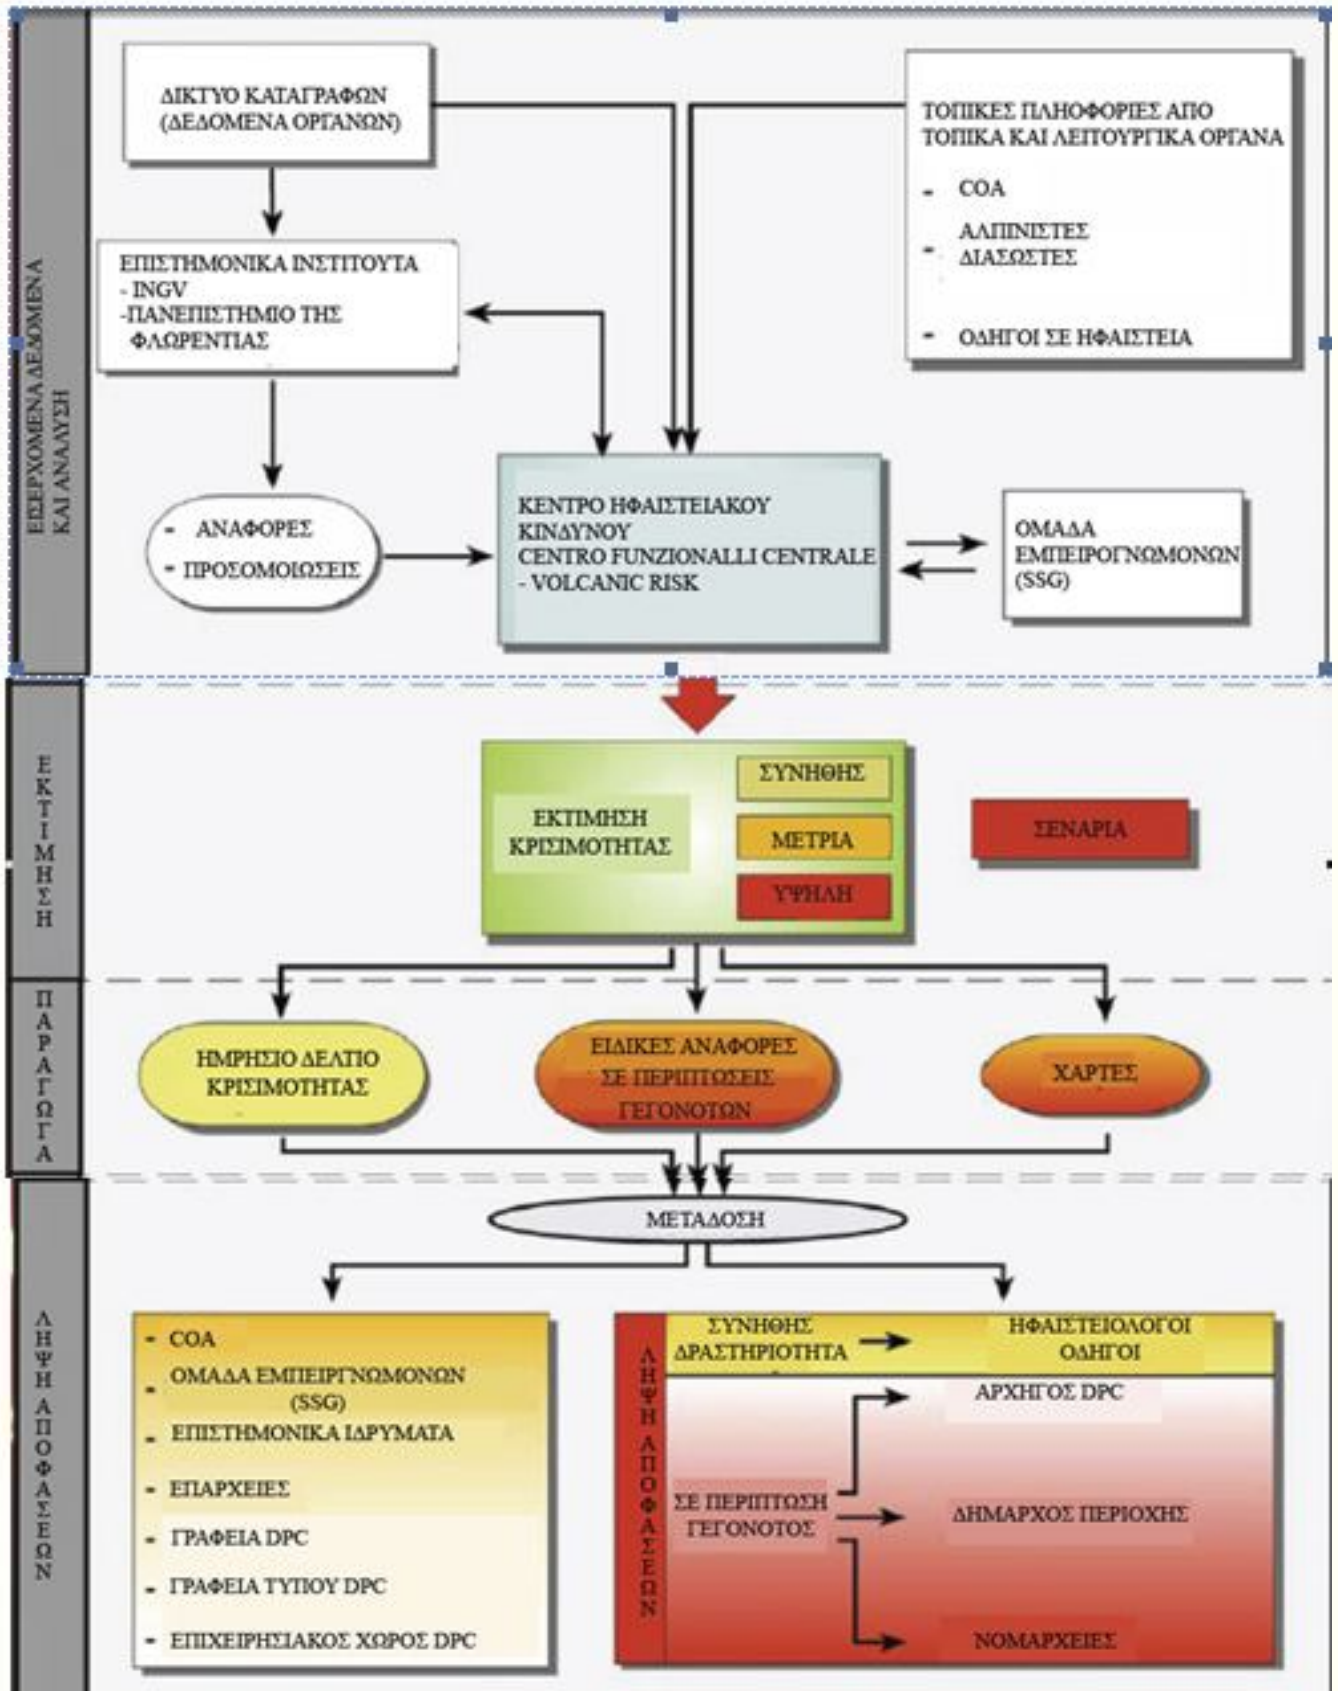 ΕΙΣΕΡΧΟΜΕΝΑ ΔΕΔΟΜΕΝΑ
ΚΑΙ ΑΝΑΛΥΣΗ
ΔΙΚΤΥΟ ΚΑΤΑΓΡΑΦΩΝ
(ΔΕΔΟΜΕΝΑ ΟΡΓΑΝΩΝ)
ΤΟΠΙΚΕΣ ΠΛΗΟΦΟΡΙΕΣ ΑΠΟ
ΤΟΠΙΚΑ ΚΑΙ ΛΕΙΤΟΥΡΓΙΚΑ ΟΡΓΑΝΑ
- COA
- ΑΛΠΙΝΙΣΤΕΣ
ΔΙΑΣΩΣΤΕΣ
- ΟΔΗΓΟΙ ΣΕ ΗΦΑΙΣΤΕΙΑ
ΕΠΙΣΤΗΜΟΝΙΚΑ ΙΝΣΤΙΤΟΥΤΑ
- INGV
-ΠΑΝΕΠΙΣΤΗΜΙΟ ΤΗΣ
ΦΛΩΡΕΝΤΙΑΣ
- ΑΝΑΦΟΡΕΣ
- ΠΡΟΣΟΜΟΙΩΣΕΙΣ
ΚΕΝΤΡΟ ΗΦΑΙΣΤΕΙΑΚΟΥ
ΚΙΝΔΥΝΟΥ
CENTRO FUNZIONALLI CENTRALE
- VOLCANIC RISK
ΟΜΑΔΑ
ΕΜΠΕΙΡΟΓΝΩΜΟΝΩΝ
(SSG)
ΕΚΤΙΜΗΣΗ
ΕΚΤΙΜΗΣΗ
ΚΡΙΣΙΜΟΤΗΤΑΣ
ΣΥΝΗΘΗΣ
ΜΕΤΡΙΑ
ΥΨΗΛΗ
ΣΕΝΑΡΙΑ
ΠΑΡΑΓΩΓΑ
ΗΜΡΗΣΙΟ ΔΕΛΤΙΟ
ΚΡΙΣΙΜΟΤΗΤΑΣ
ΕΙΔΙΚΕΣ ΑΝΑΦΟΡΕΣ
ΣΕ ΠΕΡΙΠΤΩΣΕΙΣ
ΓΕΓΟΝΟΤΩΝ
ΧΑΡΤΕΣ
ΛΗΨΗ ΑΠΟΦΑΣΕΩΝ
ΜΕΤΑΔΟΣΗ
- COA
- ΟΜΑΔΑ ΕΜΠΕΙΡΓΝΩΜΟΝΩΝ
(SSG)
- ΕΠΙΣΤΗΜΟΝΙΚΑ ΙΔΡΥΜΑΤΑ
- ΕΠΑΡΧΕΙΕΣ
- ΓΡΑΦΕΙΑ DPC
- ΓΡΑΦΕΙΑ ΤΥΠΟΥ DPC
- ΕΠΙΧΕΙΡΗΣΙΑΚΟΣ ΧΩΡΟΣ DPC
ΛΗΨΗ ΑΠΟΦΑΣΕΩΝ
ΣΥΝΗΘΗΣ
ΔΡΑΣΤΗΡΙΟΤΗΤΑ
ΗΦΑΙΣΤΕΙΟΛΟΓΟΙ
ΟΔΗΓΟΙ
ΣΕ ΠΕΡΙΠΤΩΣΗ
ΓΕΓΟΝΟΤΟΣ
ΑΡΧΗΓΟΣ DPC
ΔΗΜΑΡΧΟΣ ΠΕΡΙΟΧΗΣ
ΝΟΜΑΡΧΕΙΕΣ